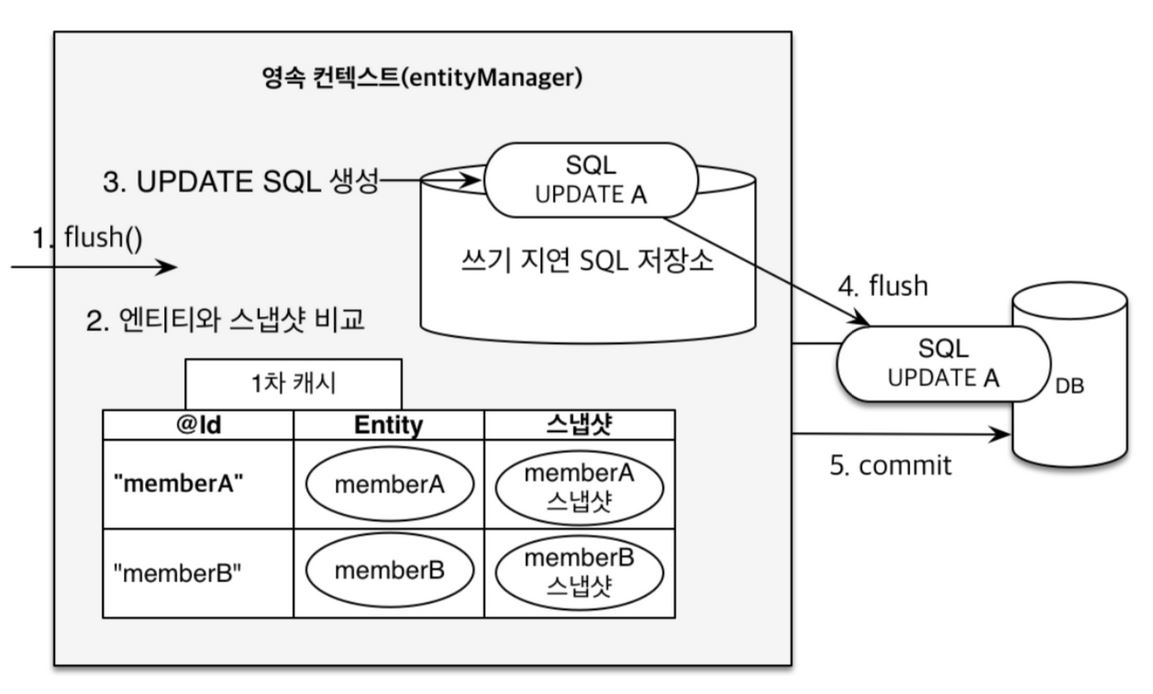 영속 컨텍스트(entityManager)
3. UPDATE SQL 생성
SQL
UPDATE A
쓰기 지연 SQL 저장소
1. flush()
2. 엔티티와 스냅샷 비교
4. flush
SQL
UPDATE A
DB
5. commit
1차 캐시
@Id Entity 스냅샷
"memberA" memberA memberA
스냅샷
"memberB" memberB memberB
스냅샷